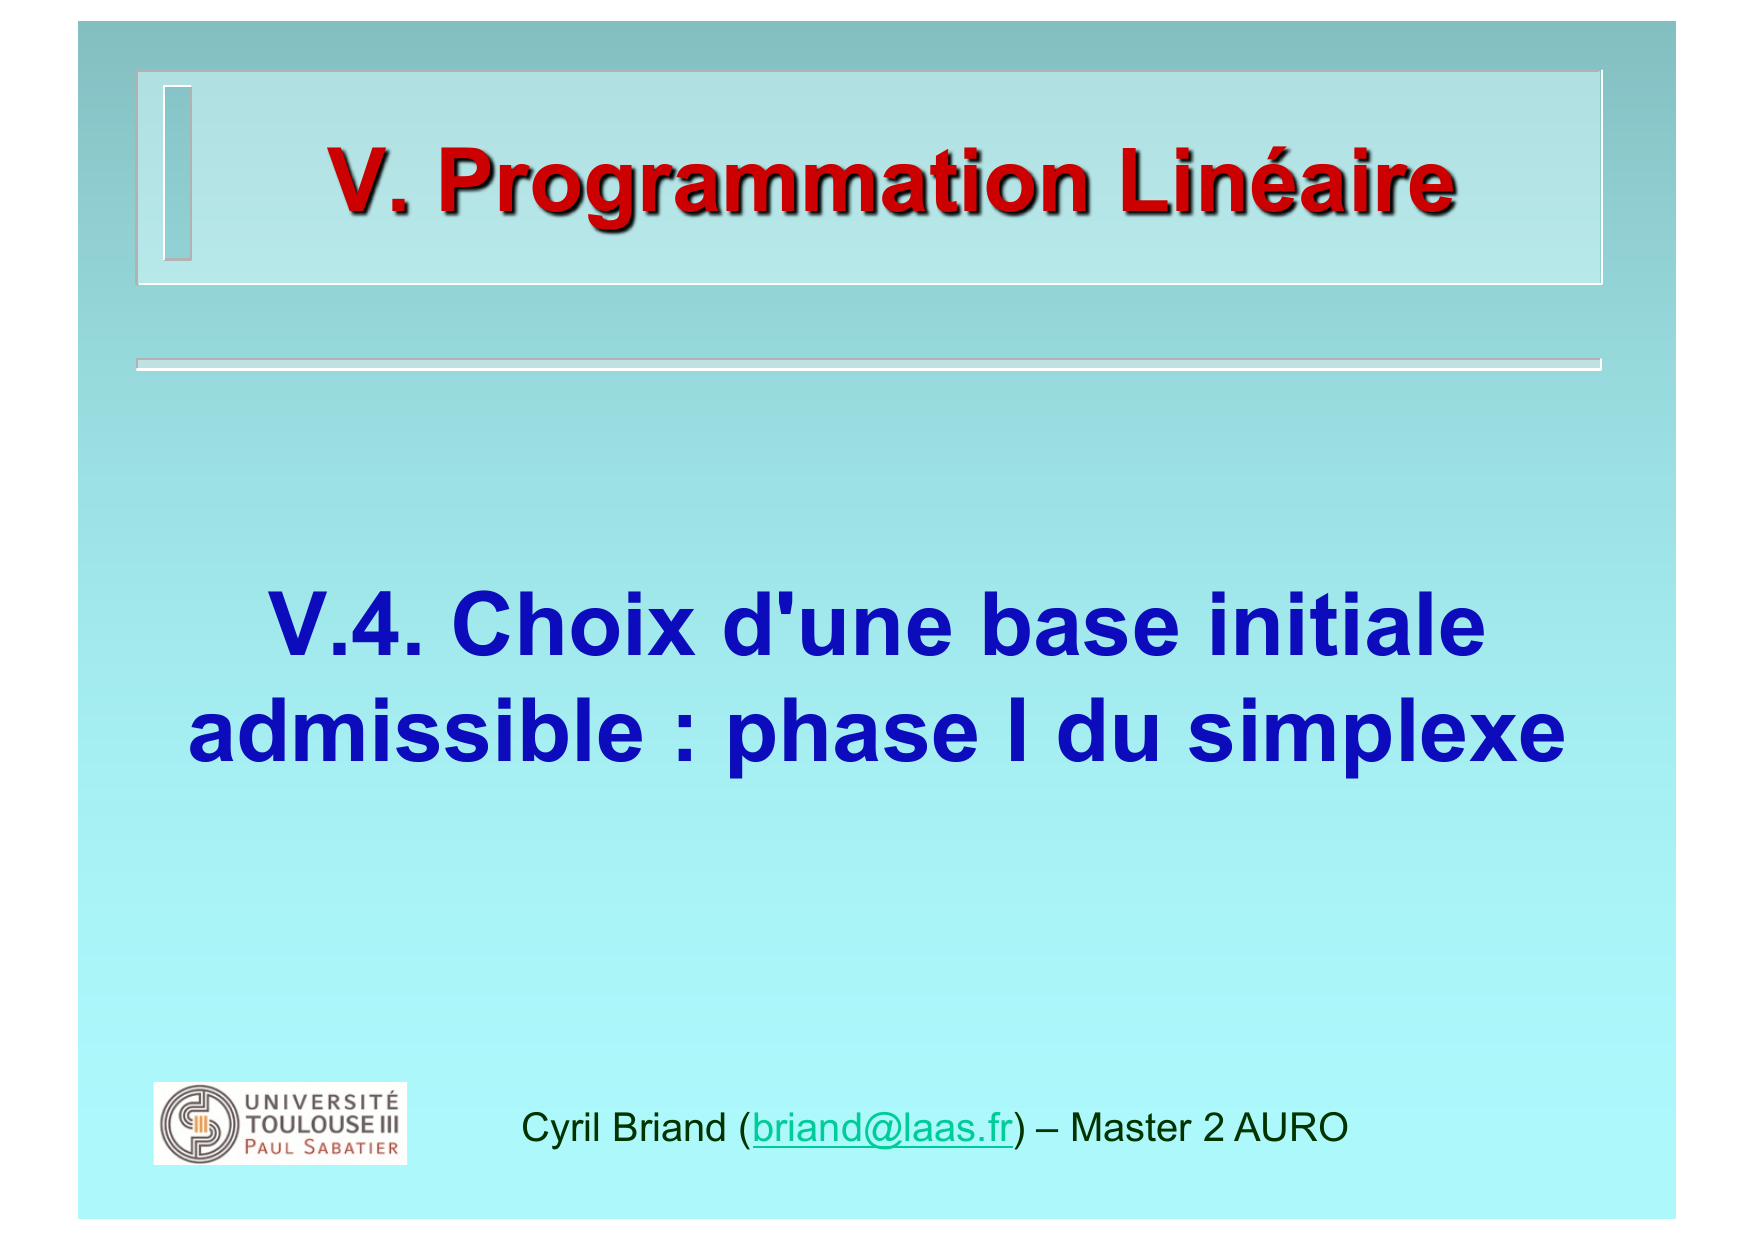 V. Programmation Linéaire
V.4. Choix d'une base initiale
admissible : phase I du simplexe
UNIVERSITÉ
TOULOUSE III
PAUL SABATIER
Cyril Briand (briand@laas.fr) – Master 2 AURO